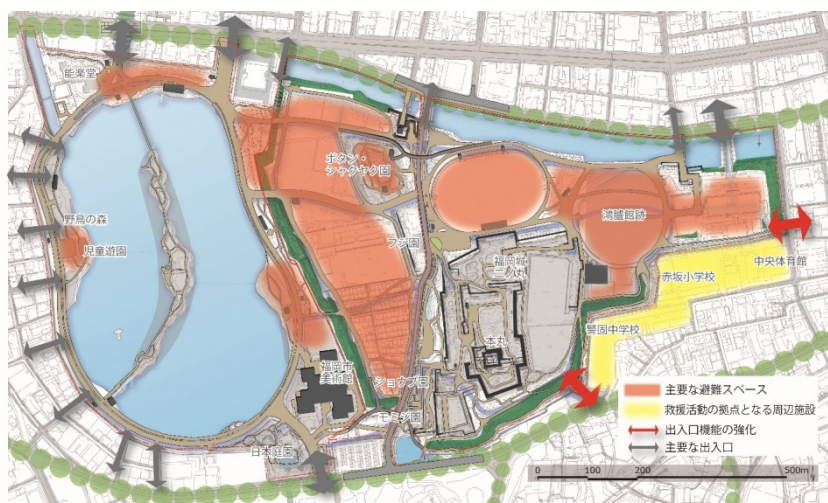 能楽堂
ボタン・
シャクヤク園
野鳥の森
児童遊園
フジ園
鴻臚館跡
福岡城
二ノ丸
中央体育館
赤坂小学校
警固中学校
本丸
福岡市
美術館
ショウブ園
モミジ園
日本庭園
主要な避難スペース
救援活動の拠点となる周辺施設
出入口機能の強化
主要な出入口
0 100 200 500m